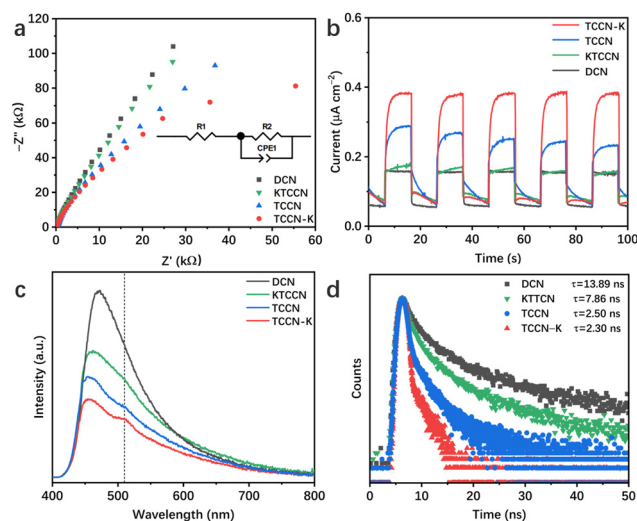 a
120
100
80
60
40
20
0
−Z'' (kΩ)
0 10 20 30 40 50 60
Z' (kΩ)
R1
R2
CPE1
DCN
KTCCN
TCCN
TCCN-K
b
0.6
0.4
0.2
0.0
Current (μA cm⁻²)
0 20 40 60 80 100
Time (s)
TCCN-K
TCCN
KTCCN
DCN
c
Intensity (a.u.)
400 500 600 700 800
Wavelength (nm)
DCN
KTCCN
TCCN
TCCN-K
d
Counts
0 10 20 30 40 50
Time (ns)
DCN τ=13.89 ns
KTTCN τ=7.86 ns
TCCN τ=2.50 ns
TCCN−K τ=2.30 ns